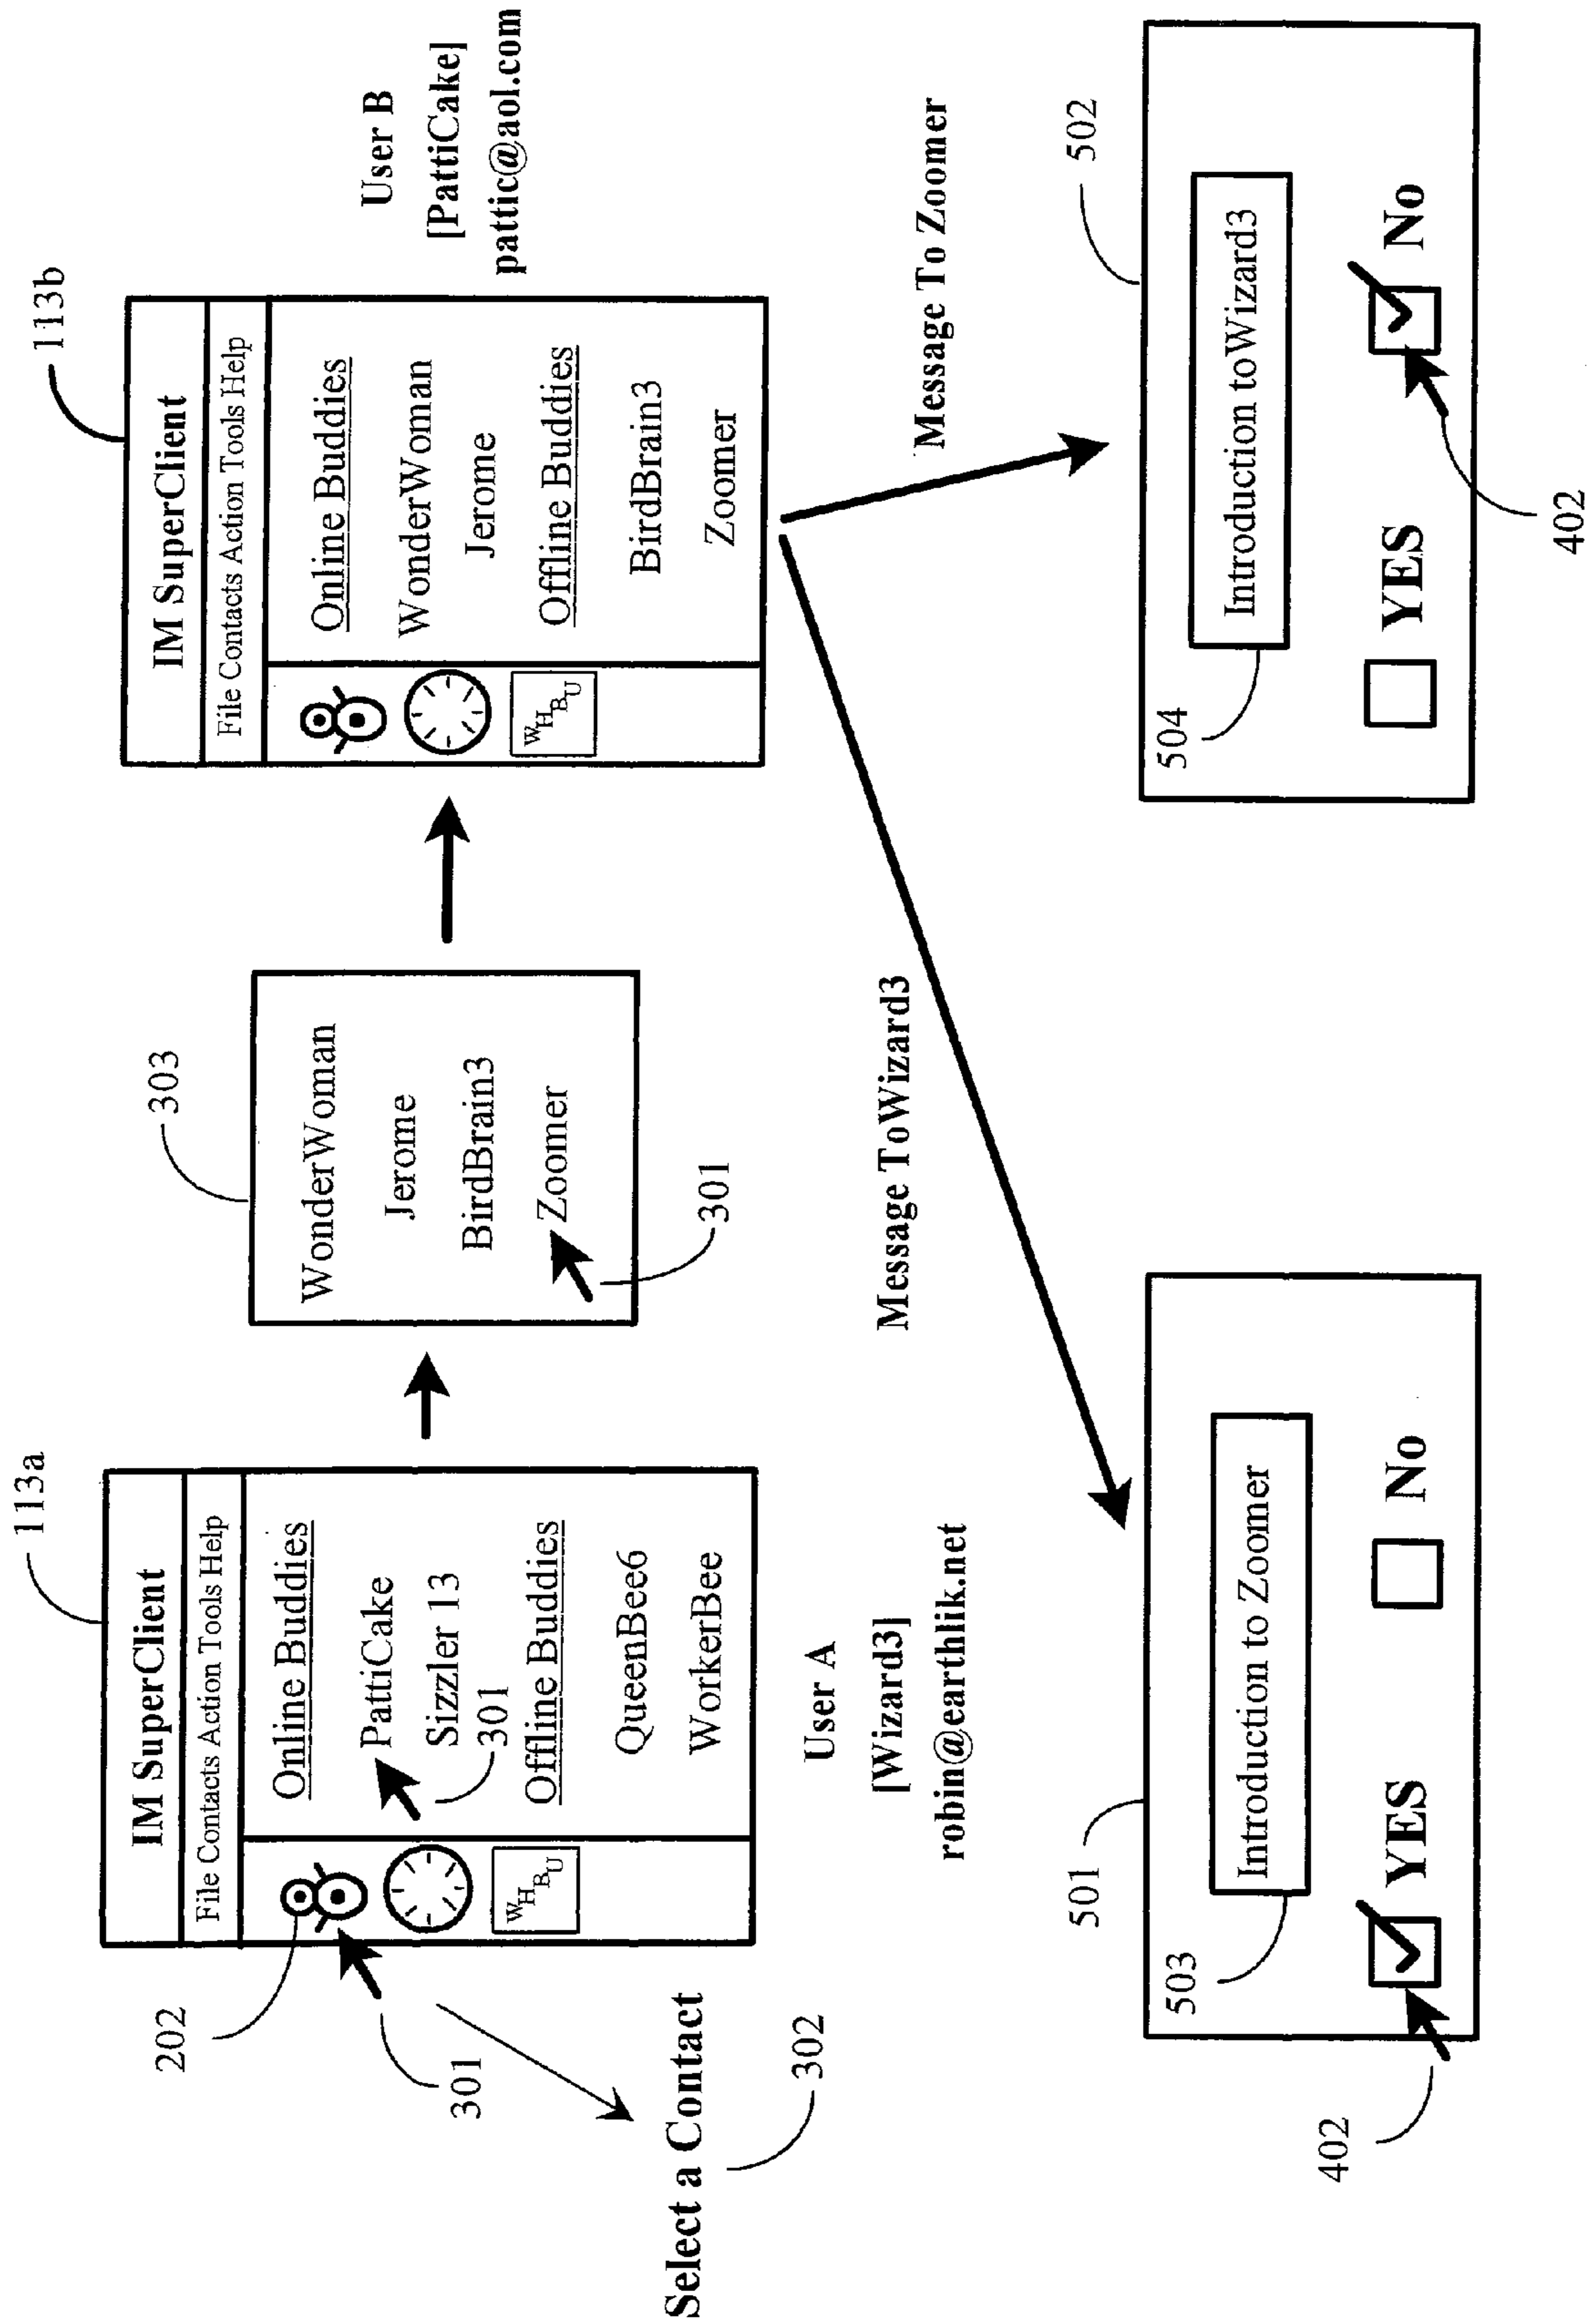 113a
IM SuperClient
File Contacts Action Tools Help
Online Buddies
PattiCake
Sizzler 13
301
Offline Buddies
QueenBee6
WorkerBee
WHBU
202
301
Select a Contact
302
User A
[Wizard3]
robin@earthlik.net
303
WonderWoman
Jerome
BirdBrain3
Zoomer
301
113b
IM SuperClient
File Contacts Action Tools Help
Online Buddies
WonderWoman
Jerome
Offline Buddies
BirdBrain3
Zoomer
WHBU
User B
[PattiCake]
pattic@aol.com
Message ToWizard3
Message To Zoomer
501
503
Introduction to Zoomer
YES
No
402
502
504
Introduction toWizard3
YES
No
402